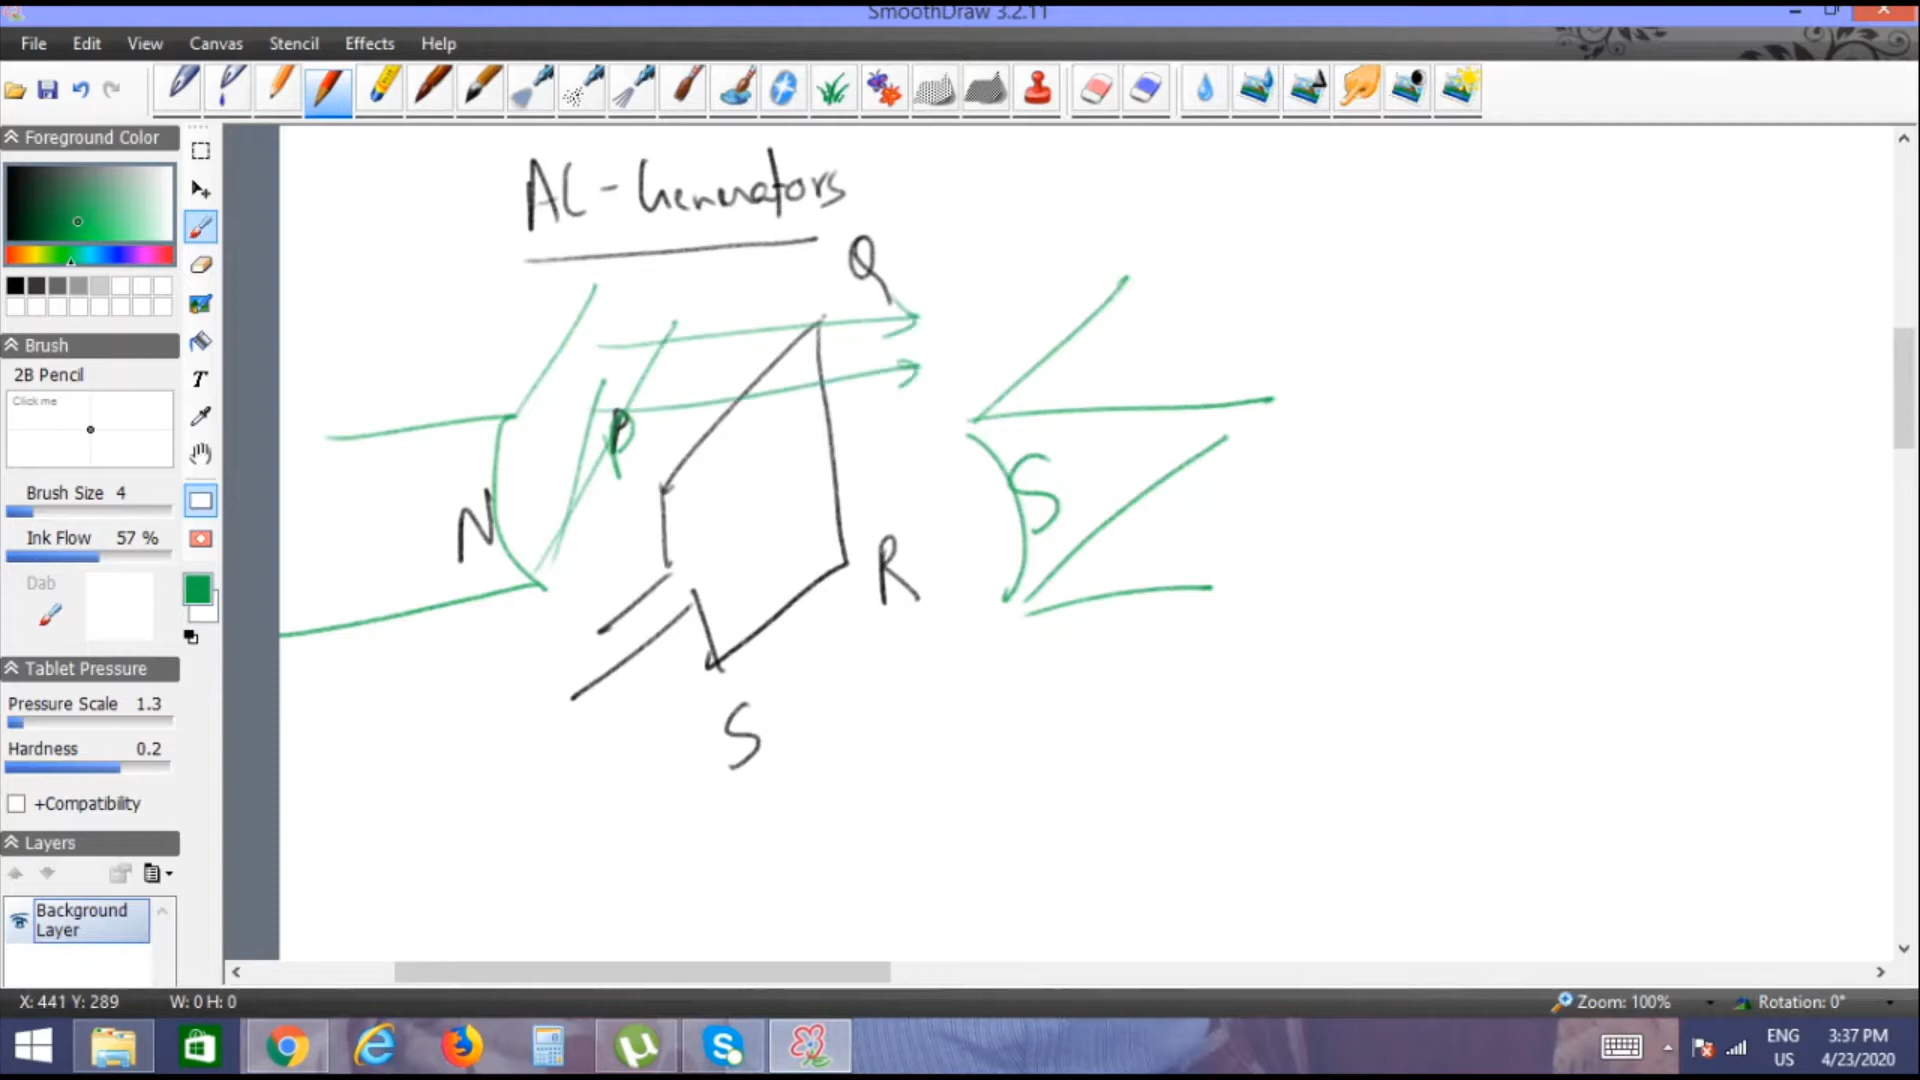 SmoothDraw 3.2.11
File Edit View Canvas Stencil Effects Help
Foreground Color
Brush
2B Pencil
Click me
Brush Size 4
Ink Flow 57 %
Dab
Tablet Pressure
Pressure Scale 1.3
Hardness 0.2
+Compatibility
Layers
Background
Layer
AC-Generators
Q
P
N
S
R
S
X: 441 Y: 289 W: 0 H: 0 Zoom: 100% Rotation: 0°
ENG 3:37 PM
US 4/23/2020